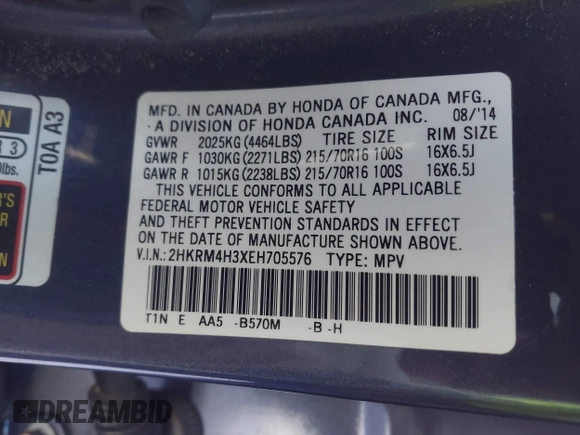 MFD. IN CANADA BY HONDA OF CANADA MFG.,
- A DIVISION OF HONDA CANADA INC. 08/'14
GVWR 2025KG(4464LBS) TIRE SIZE RIM SIZE
GAWR F 1030KG(2271LBS) 215/70R16 100S 16X6.5J
GAWR R 1015KG(2238LBS) 215/70R16 100S 16X6.5J
THIS VEHICLE CONFORMS TO ALL APPLICABLE
FEDERAL MOTOR VEHICLE SAFETY
AND THEFT PREVENTION STANDARDS IN EFFECT
ON THE DATE OF MANUFACTURE SHOWN ABOVE.
V.I.N.:2HKRM4H3XEH705576 TYPE: MPV
T1N E AA5 -B570M -B -H
TOA A3
3
lbs.
DREAMBID